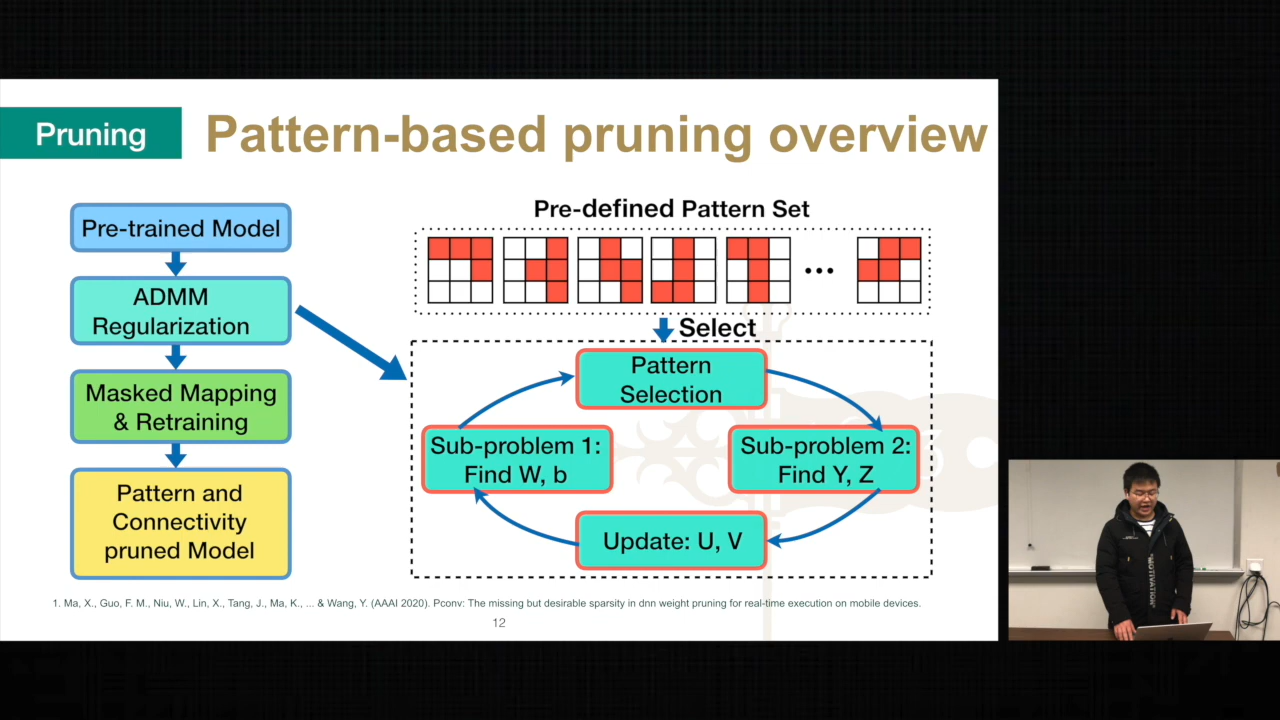 Pruning
Pattern-based pruning overview
Pre-trained Model
ADMM
Regularization
Masked Mapping
& Retraining
Pattern and
Connectivity
pruned Model
Pre-defined Pattern Set
...
Select
Pattern
Selection
Sub-problem 1:
Find W, b
Sub-problem 2:
Find Y, Z
Update: U, V
1. Ma, X., Guo, F. M., Niu, W., Lin, X., Tang, J., Ma, K., ... & Wang, Y. (AAAI 2020). Pconv: The missing but desirable sparsity in dnn weight pruning for real-time execution on mobile devices.
12
MOTIVATION